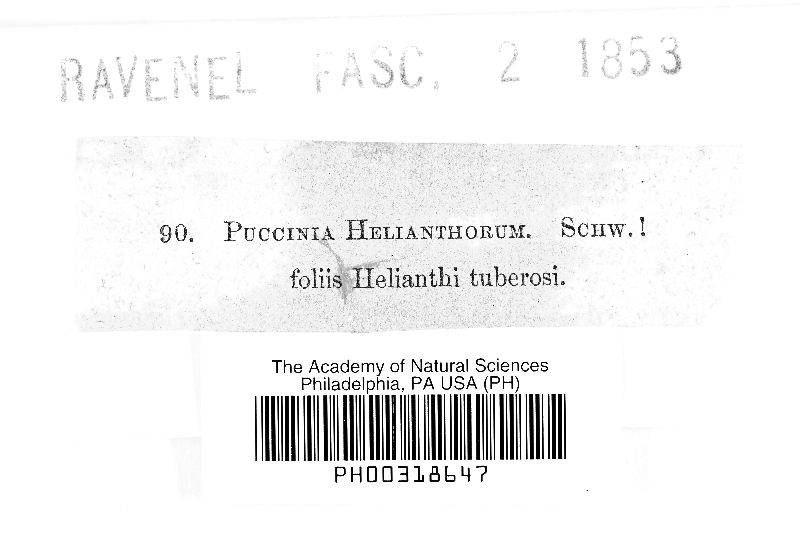 RAVENEL FASC. 2 1853
90. PUCCINIA HELIANTHORUM. SCHW.!
foliis Helianthi tuberosi.
The Academy of Natural Sciences
Philadelphia, PA USA (PH)
PH00318647